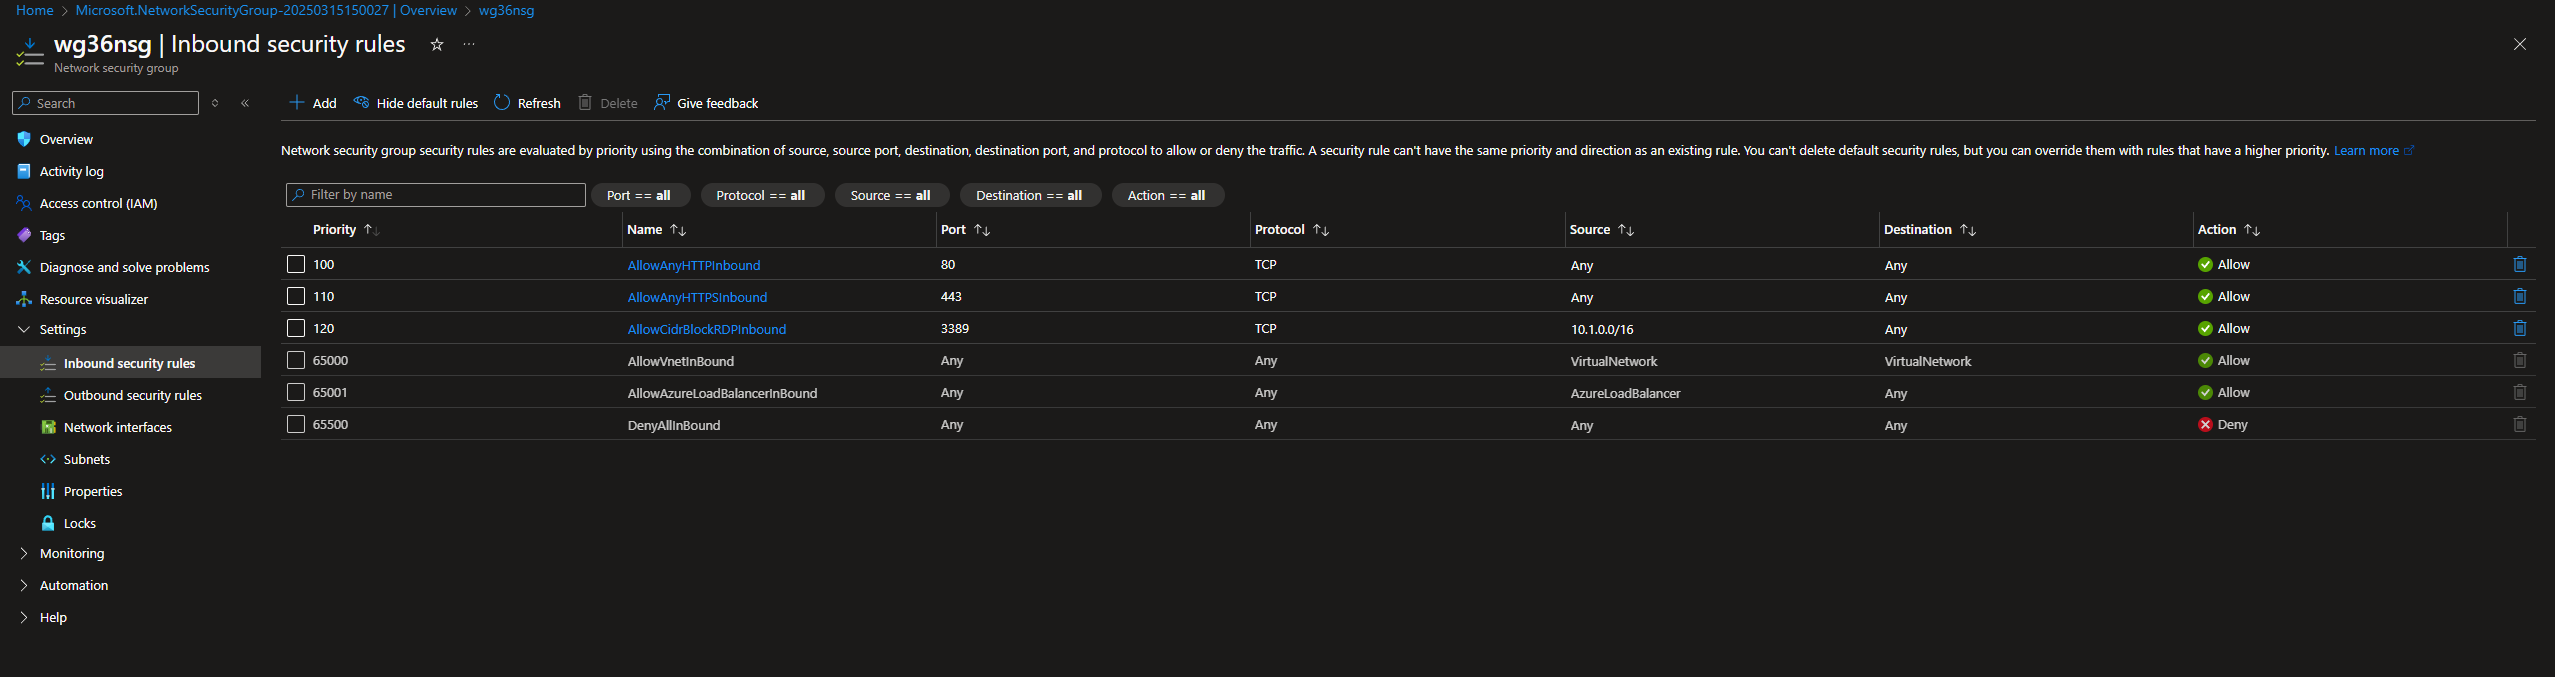 Home > Microsoft.NetworkSecurityGroup-20250315150027 | Overview > wg36nsg
wg36nsg | Inbound security rules
Network security group
Search
Overview
Activity log
Access control (IAM)
Tags
Diagnose and solve problems
Resource visualizer
Settings
Inbound security rules
Outbound security rules
Network interfaces
Subnets
Properties
Locks
Monitoring
Automation
Help
Add Hide default rules Refresh Delete Give feedback
Network security group security rules are evaluated by priority using the combination of source, source port, destination, destination port, and protocol to allow or deny the traffic. A security rule can't have the same priority and direction as an existing rule. You can't delete default security rules, but you can override them with rules that have a higher priority. Learn more
Filter by name Port == all Protocol == all Source == all Destination == all Action == all
Priority Name Port Protocol Source Destination Action
100 AllowAnyHTTPInbound 80 TCP Any Any Allow
110 AllowAnyHTTPSInbound 443 TCP Any Any Allow
120 AllowCidrBlockRDPInbound 3389 TCP 10.1.0.0/16 Any Allow
65000 AllowVnetInBound Any Any VirtualNetwork VirtualNetwork Allow
65001 AllowAzureLoadBalancerInBound Any Any AzureLoadBalancer Any Allow
65500 DenyAllInBound Any Any Any Any Deny